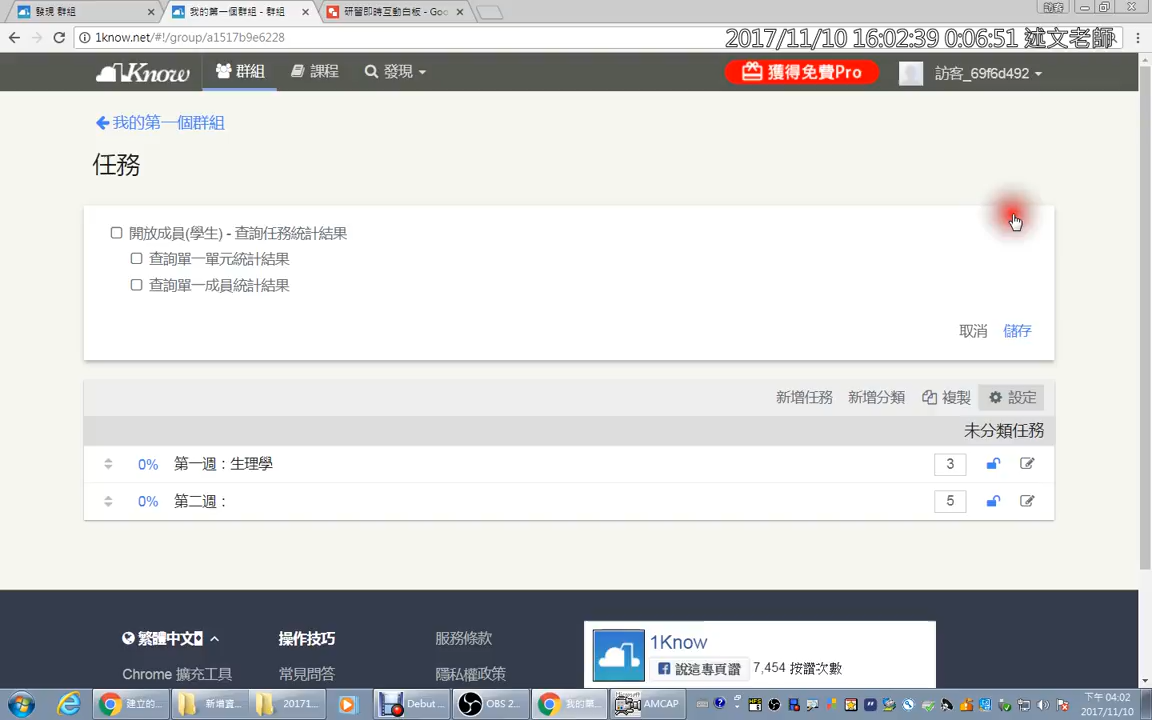 發現 群組
我的第一個群組 - 群組
研習即時互動白板 - Goo
訪客
1know.net/#!/group/a1517b9e6228
2017/11/10 16:02:39 0:06:51 述文老師
1Know
群組
課程
發現
獲得免費Pro
訪客_69f6d492
我的第一個群組
任務
開放成員(學生) - 查詢任務統計結果
查詢單一單元統計結果
查詢單一成員統計結果
取消 儲存
新增任務 新增分類 複製 設定
未分類任務
0% 第一週：生理學 3
0% 第二週： 5
繁體中文
操作技巧
服務條款
1Know
Chrome 擴充工具
常見問答
隱私權政策
說這專頁讚
7,454 按讚次數
建立的...
新增資...
20171...
Debut ...
OBS 2...
我的第...
AMCAP
下午 04:02
2017/11/10